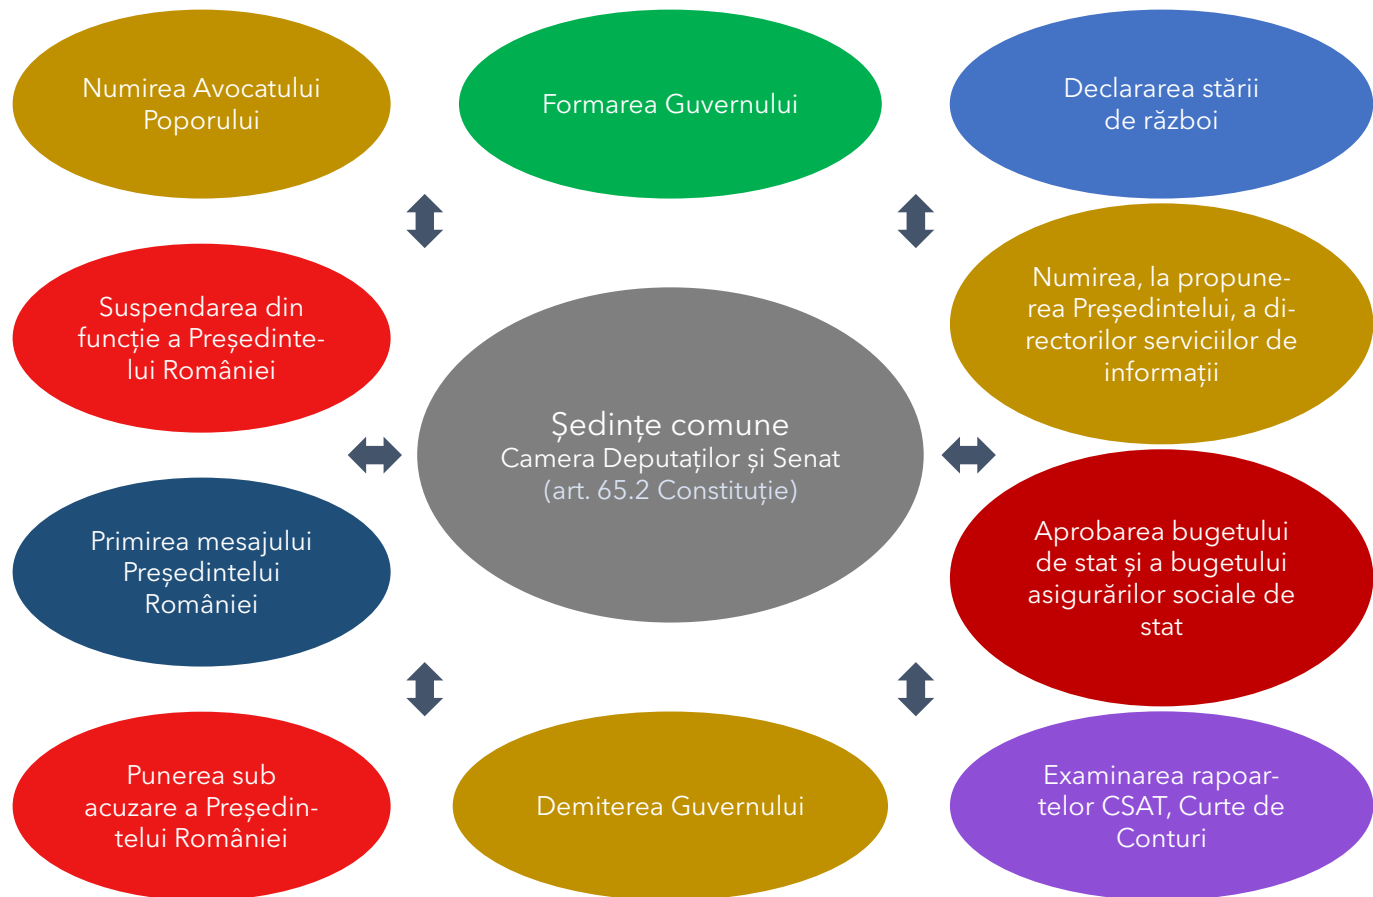 Numirea Avocatului
Poporului
Formarea Guvernului
Declararea stării
de război
Suspendarea din
funcție a Președinte-
lui României
Numirea, la propune-
rea Președintelui, a di-
rectorilor serviciilor de
informații
Ședințe comune
Camera Deputaților și Senat
(art. 65.2 Constituție)
Primirea mesajului
Președintelui
României
Aprobarea bugetului
de stat și a bugetului
asigurărilor sociale de
stat
Punerea sub
acuzare a Președin-
telui României
Demiterea Guvernului
Examinarea rapoar-
telor CSAT, Curte de
Conturi